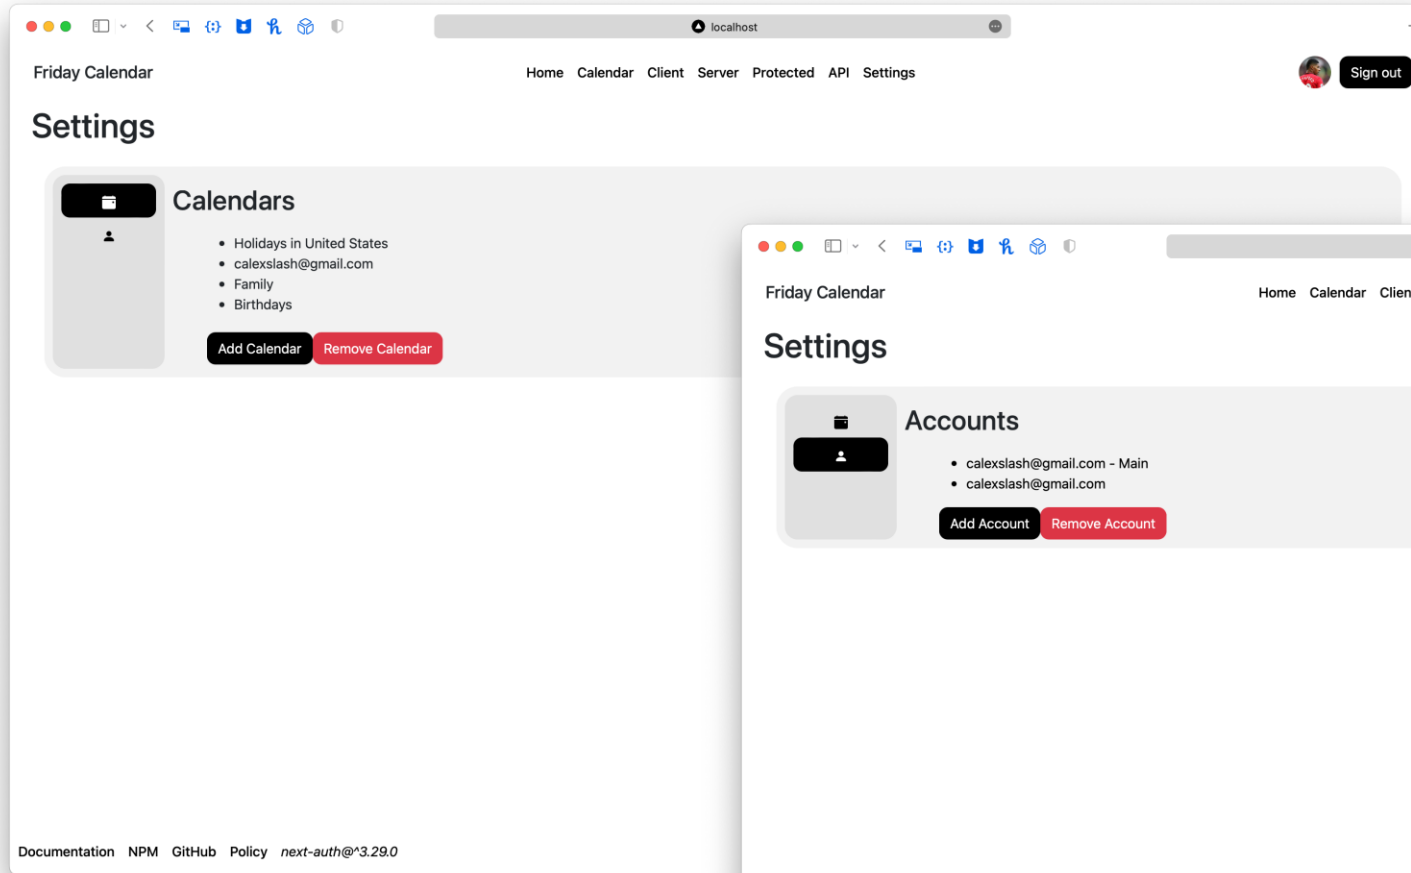 localhost
Friday Calendar
Home Calendar Client Server Protected API Settings
Sign out
Settings
Calendars
Holidays in United States
calexslash@gmail.com
Family
Birthdays
Add Calendar Remove Calendar
Documentation NPM GitHub Policy next-auth@^3.29.0
Friday Calendar
Home Calendar Clien
Settings
Accounts
calexslash@gmail.com - Main
calexslash@gmail.com
Add Account Remove Account